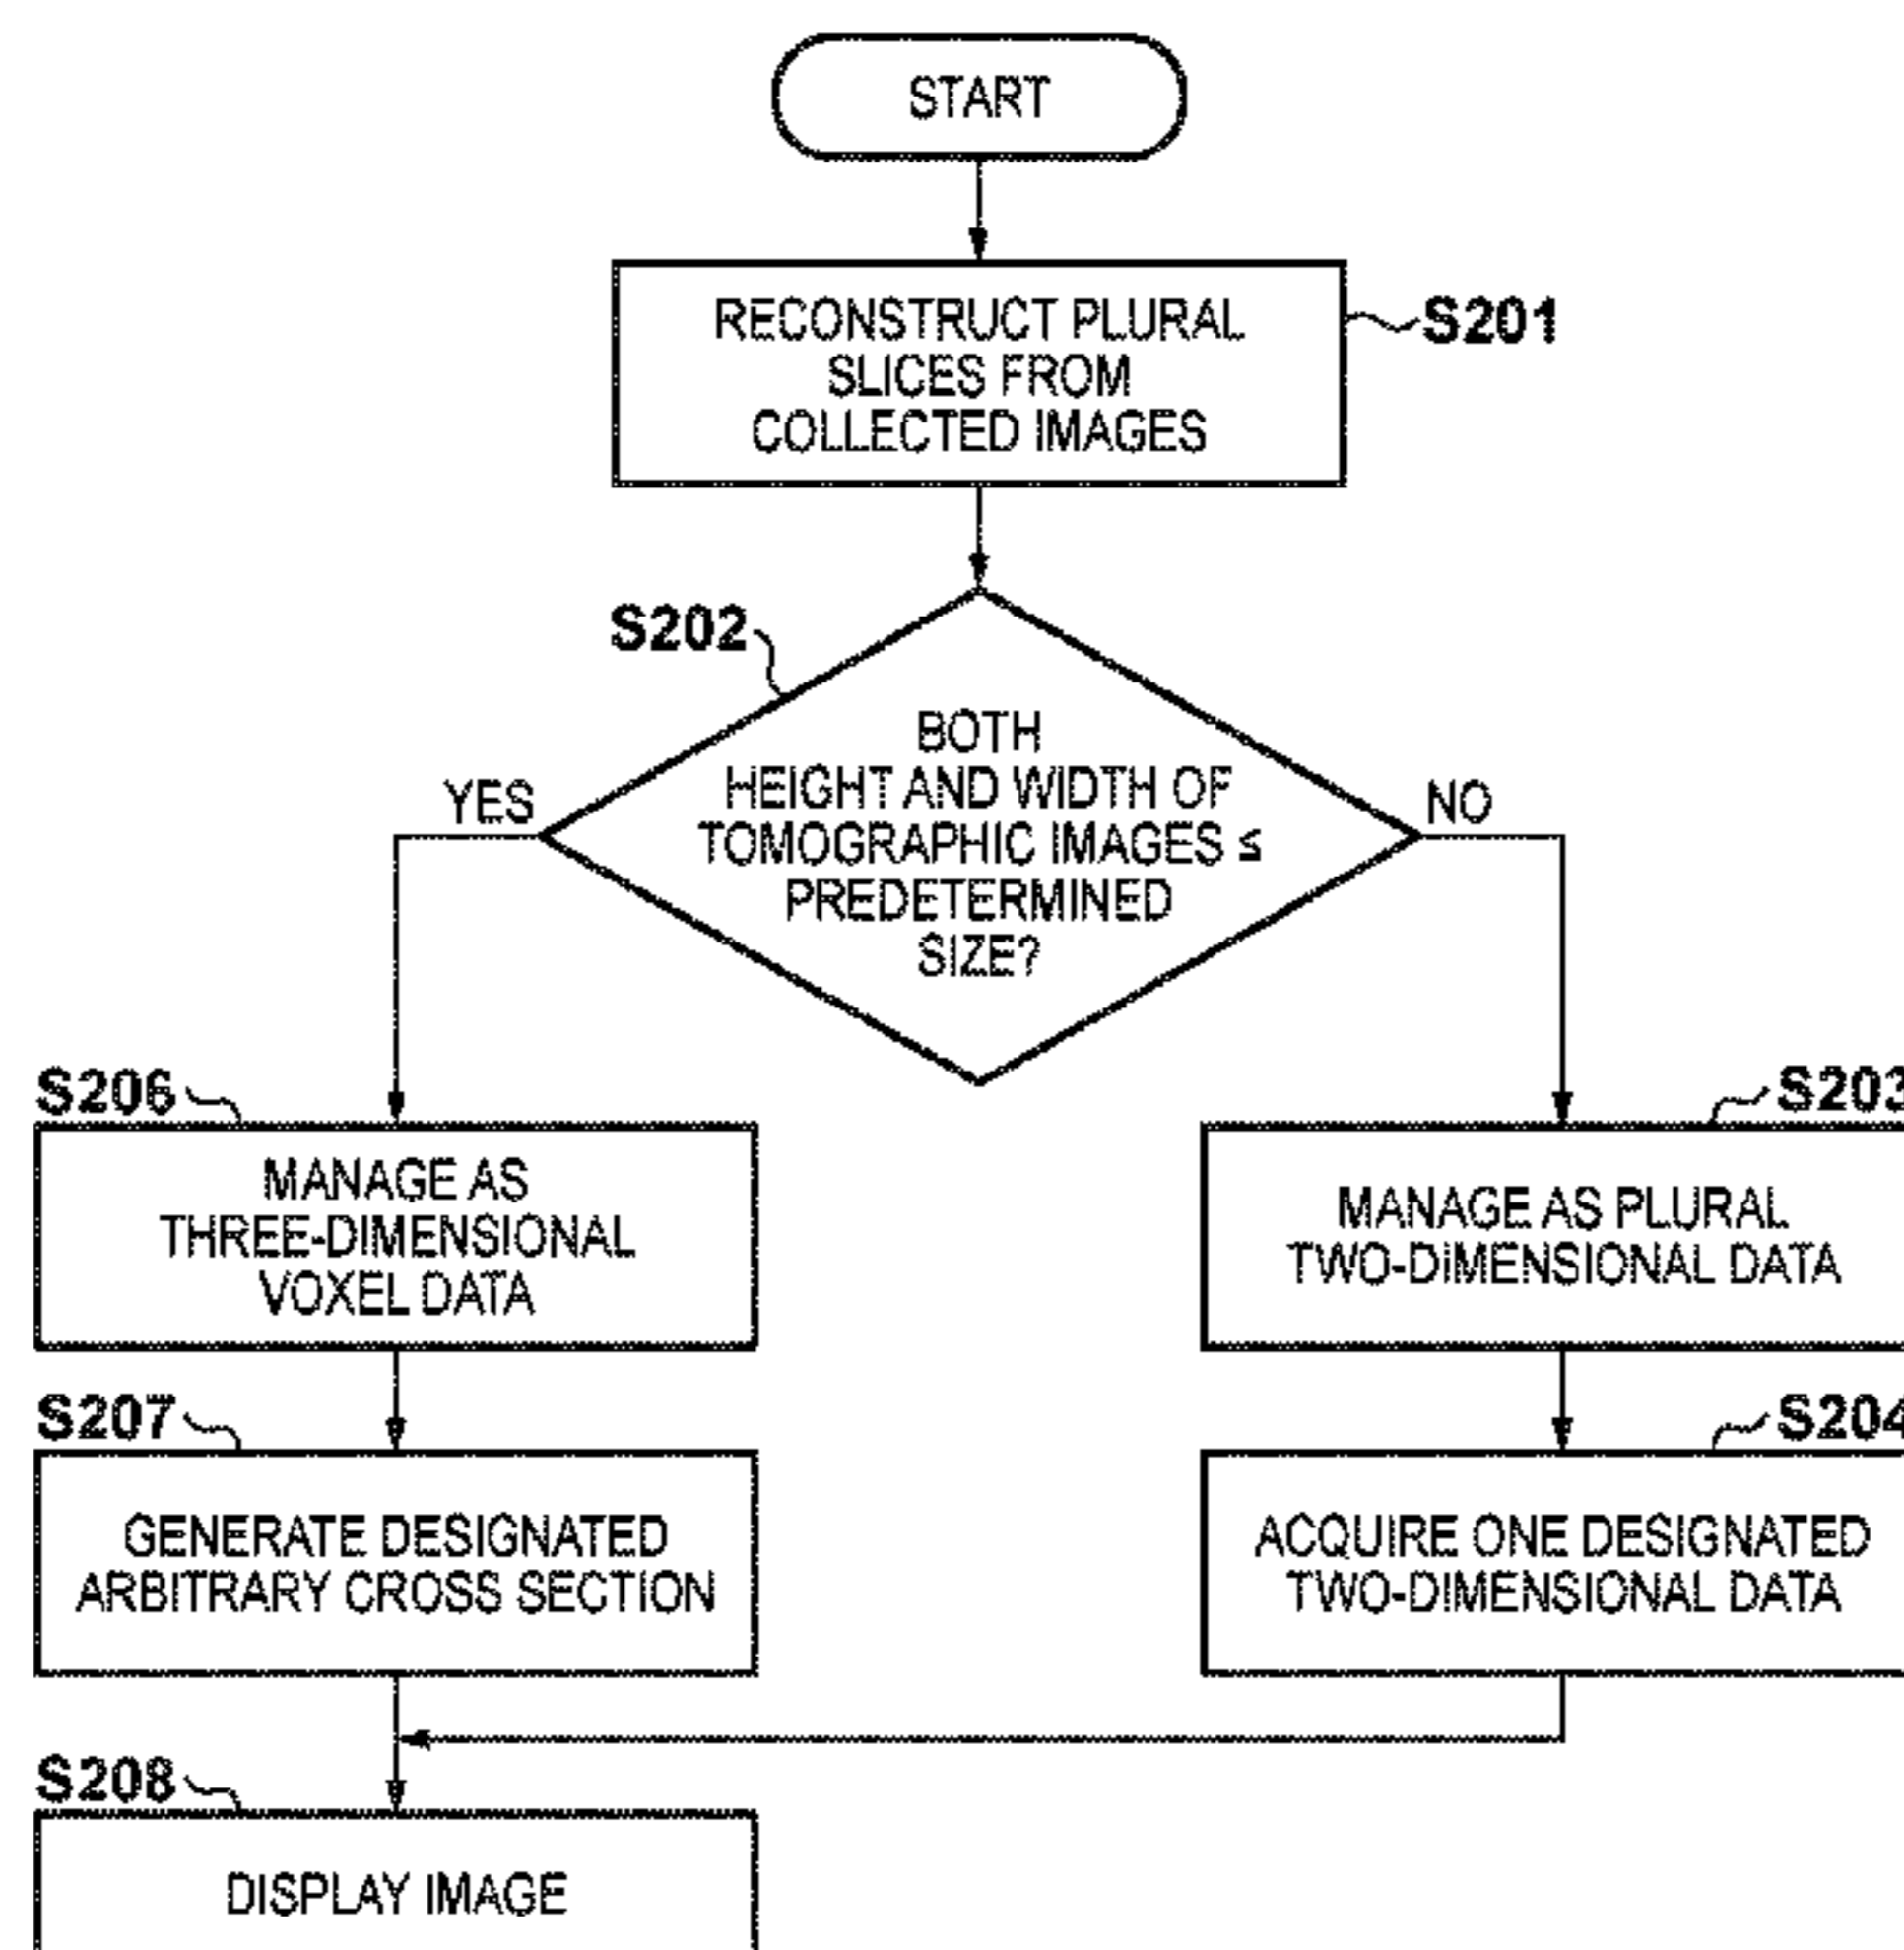 START
RECONSTRUCT PLURAL
SLICES FROM
COLLECTED IMAGES
S201
S202
BOTH
HEIGHT AND WIDTH OF
TOMOGRAPHIC IMAGES ≤
PREDETERMINED
SIZE?
YES
NO
S206
MANAGE AS
THREE-DIMENSIONAL
VOXEL DATA
S203
MANAGE AS PLURAL
TWO-DIMENSIONAL DATA
S207
GENERATE DESIGNATED
ARBITRARY CROSS SECTION
S204
ACQUIRE ONE DESIGNATED
TWO-DIMENSIONAL DATA
S208
DISPLAY IMAGE